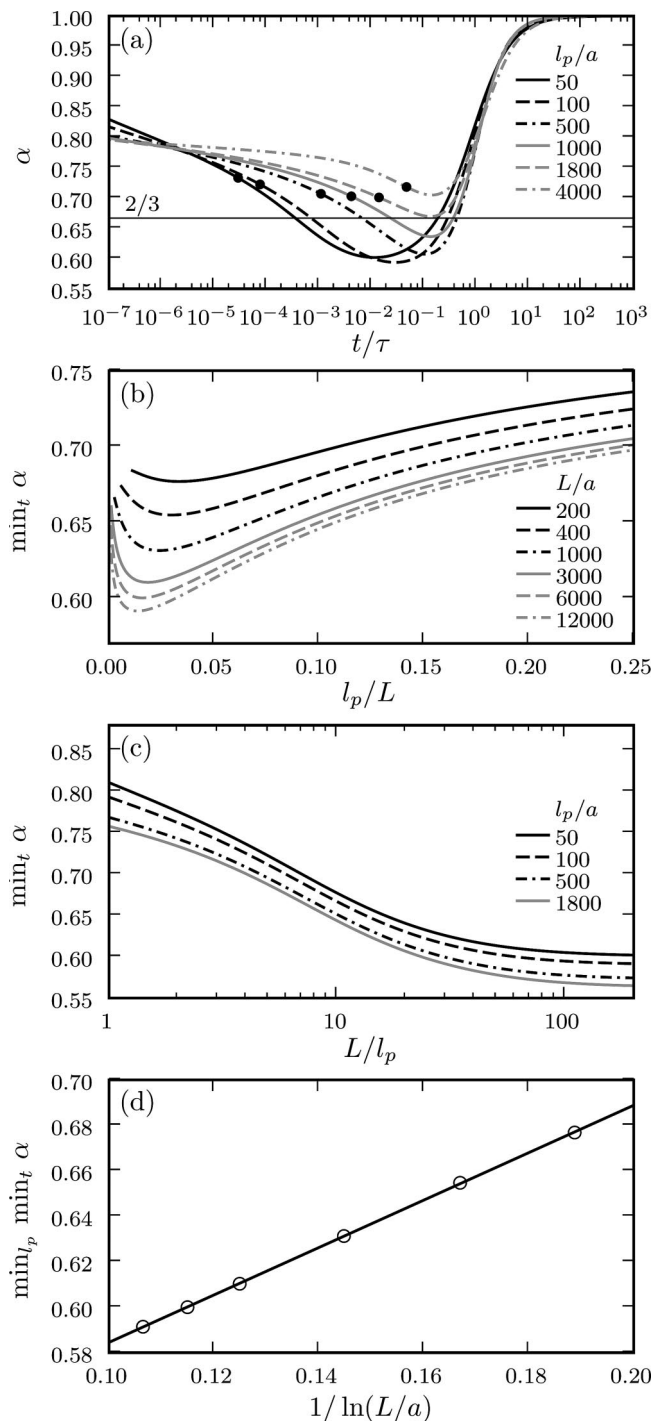 1.00
(a)
0.95
0.90
0.85
0.80
α
0.75
0.70
2/3
0.65
0.60
0.55
l_p/a
50
100
500
1000
1800
4000
10^−7 10^−6 10^−5 10^−4 10^−3 10^−2 10^−1 10^0 10^1 10^2 10^3
t/τ
0.75
(b)
0.70
min_t α
0.65
0.60
L/a
200
400
1000
3000
6000
12000
0.00 0.05 0.10 0.15 0.20 0.25
l_p/L
(c)
0.85
0.80
0.75
min_t α
0.70
0.65
0.60
0.55
l_p/a
50
100
500
1800
1 10 100
L/l_p
0.70
(d)
0.68
0.66
min_{l_p} min_t α
0.64
0.62
0.60
0.58
0.10 0.12 0.14 0.16 0.18 0.20
1/ ln(L/a)